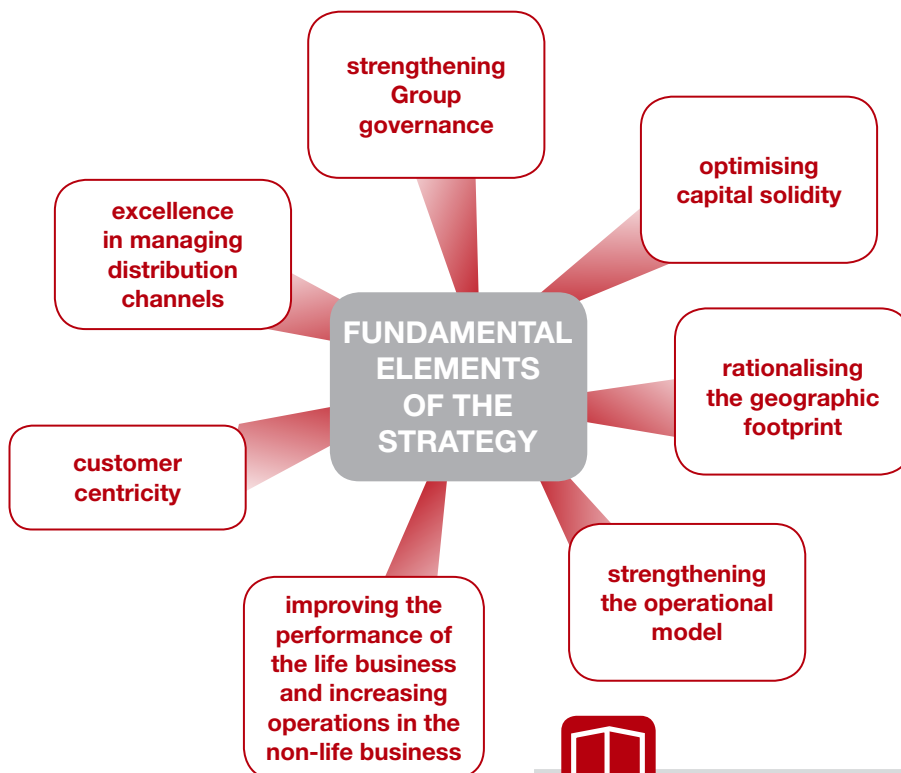 strengthening
Group
governance
optimising
capital solidity
excellence
in managing
distribution
channels
FUNDAMENTAL
ELEMENTS
OF THE
STRATEGY
rationalising
the geographic
footprint
customer
centricity
strengthening
the operational
model
improving the
performance of
the life business
and increasing
operations in the
non-life business